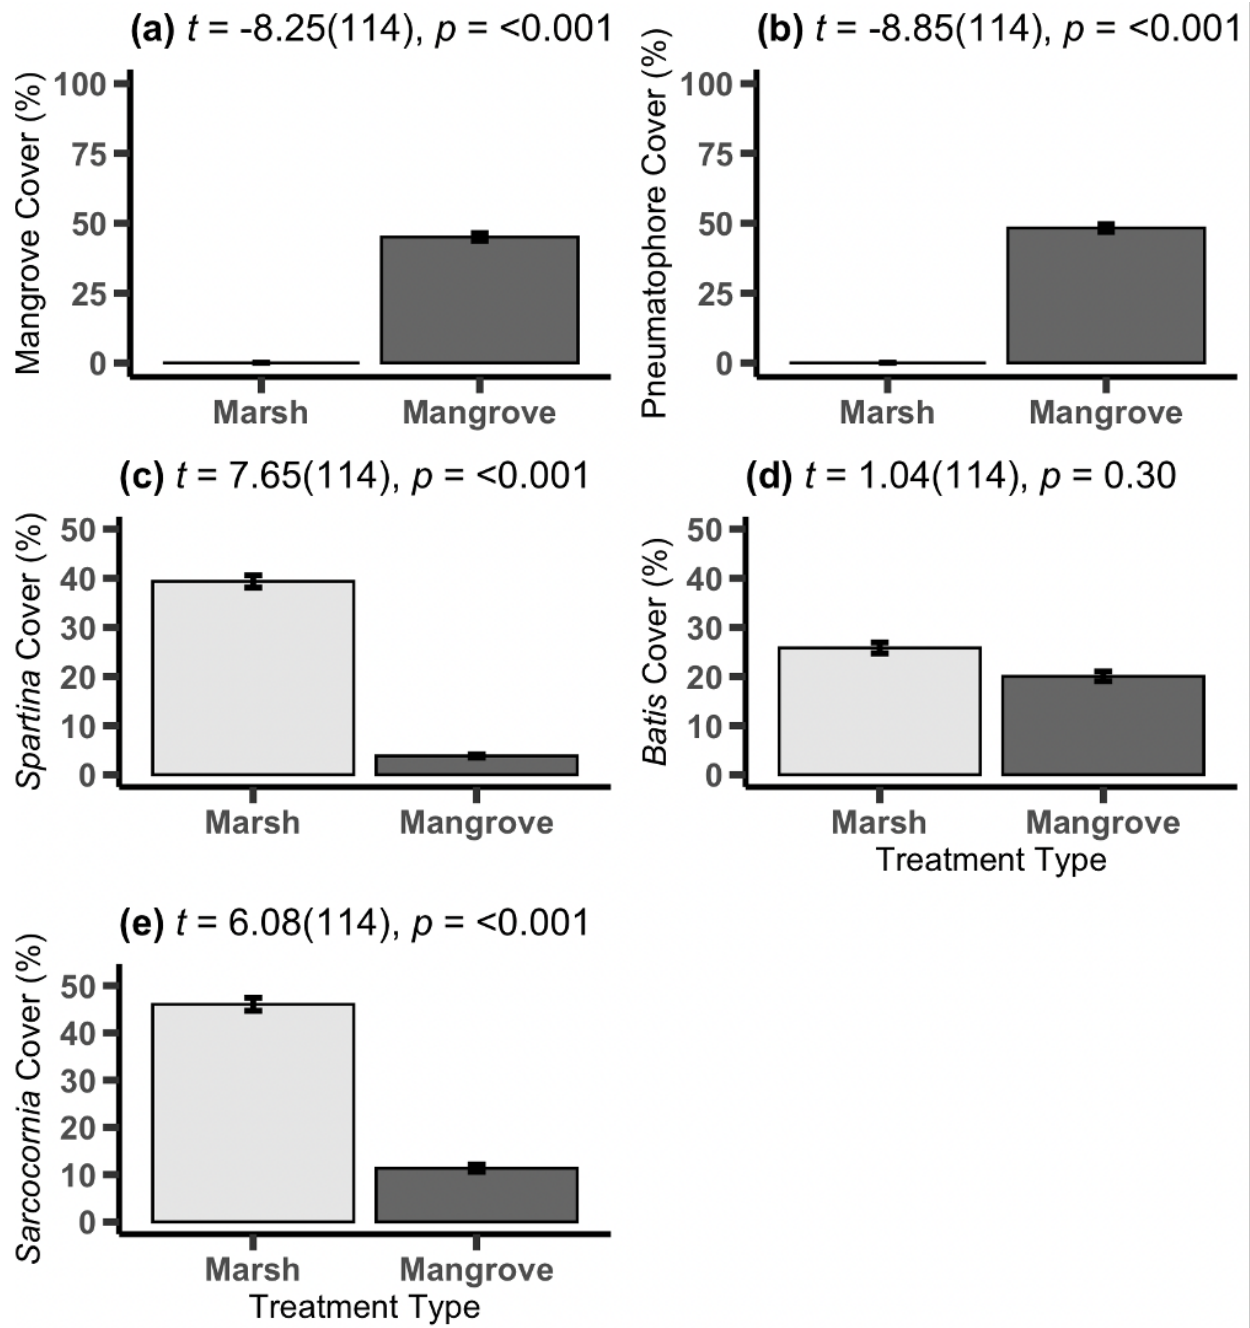 (a) t = -8.25(114), p = <0.001
Mangrove Cover (%)
100
75
50
25
0
Marsh Mangrove
(b) t = -8.85(114), p = <0.001
Pneumatophore Cover (%)
100
75
50
25
0
Marsh Mangrove
(c) t = 7.65(114), p = <0.001
Spartina Cover (%)
50
40
30
20
10
0
Marsh Mangrove
(d) t = 1.04(114), p = 0.30
Batis Cover (%)
50
40
30
20
10
0
Marsh Mangrove
Treatment Type
(e) t = 6.08(114), p = <0.001
Sarcocornia Cover (%)
50
40
30
20
10
0
Marsh Mangrove
Treatment Type